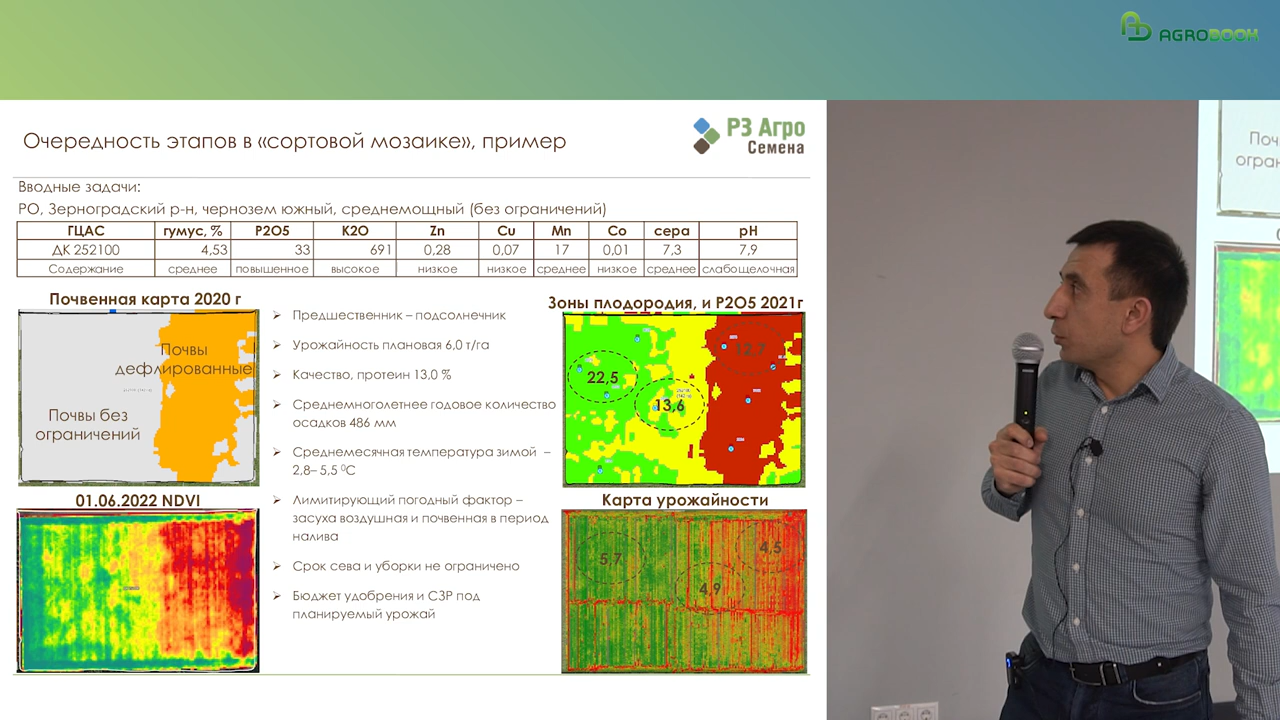 AGROBOOK
Очередность этапов в «сортовой мозаике», пример
РЗ Агро
Семена
Вводные задачи:
РО, Зерноградский р-н, чернозем южный, среднемощный (без ограничений)
ГЦАС гумус, % P2O5 K2O Zn Cu Mn Co сера pH
ДК 252100 4,53 33 691 0,28 0,07 17 0,01 7,3 7,9
Содержание среднее повышенное высокое низкое низкое среднее низкое среднее слабощелочная
Почвенная карта 2020 г
Почвы
дефлированные
Почвы без
ограничений
01.06.2022 NDVI
➢ Предшественник – подсолнечник
➢ Урожайность плановая 6,0 т/га
➢ Качество, протеин 13,0 %
➢ Среднемноголетнее годовое количество
осадков 486 мм
➢ Среднемесячная температура зимой –
2,8– 5,5 ⁰С
➢ Лимитирующий погодный фактор –
засуха воздушная и почвенная в период
налива
➢ Срок сева и уборки не ограничено
➢ Бюджет удобрения и СЗР под
планируемый урожай
Зоны плодородия, и P2O5 2021г
12,7
22,5
13,6
Карта урожайности
4,5
5,7
4,9
Поч
огран